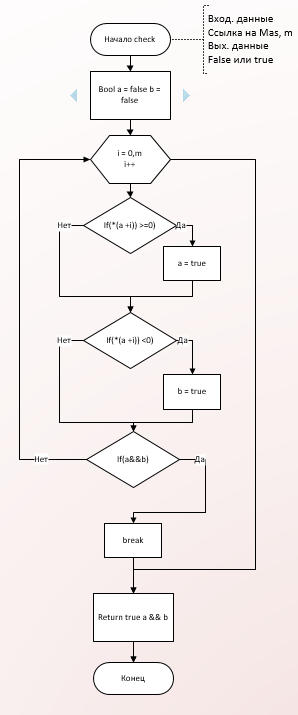 Вход. данные
Ссылка на Mas, m
Вых. данные
False или true
Начало check
Bool a = false b =
false
i = 0,m
i++
If(*(a +i)) >=0)
Нет
Да
a = true
If(*(a +i)) <0)
Нет
Да
b = true
If(a&&b)
Нет
Да
break
Return true a && b
Конец